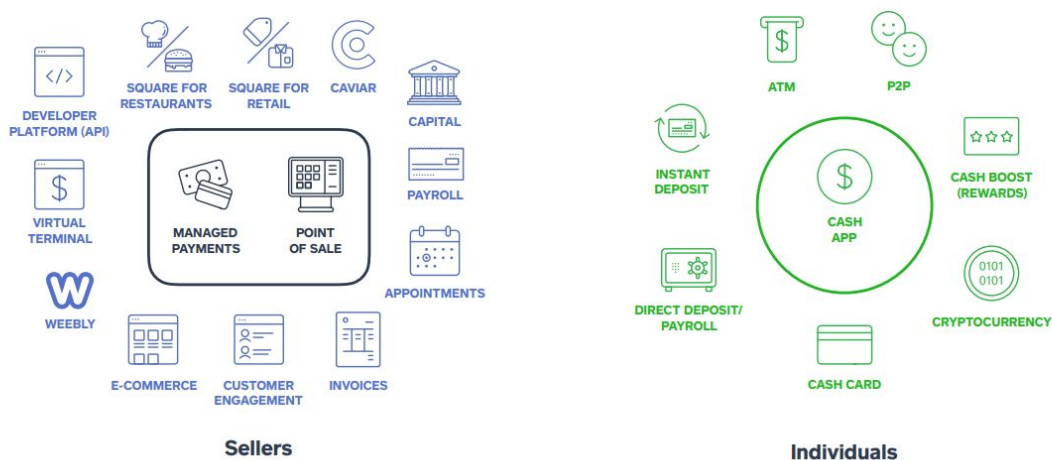 SQUARE FOR
RESTAURANTS
SQUARE FOR
RETAIL
CAVIAR
DEVELOPER
PLATFORM (API)
CAPITAL
VIRTUAL
TERMINAL
$
MANAGED
PAYMENTS
POINT
OF SALE
PAYROLL
APPOINTMENTS
W
WEEBLY
E-COMMERCE
CUSTOMER
ENGAGEMENT
INVOICES
Sellers
$
ATM
P2P
INSTANT
DEPOSIT
$
CASH
APP
CASH BOOST
(REWARDS)
DIRECT DEPOSIT/
PAYROLL
0101
0101
CRYPTOCURRENCY
CASH CARD
Individuals